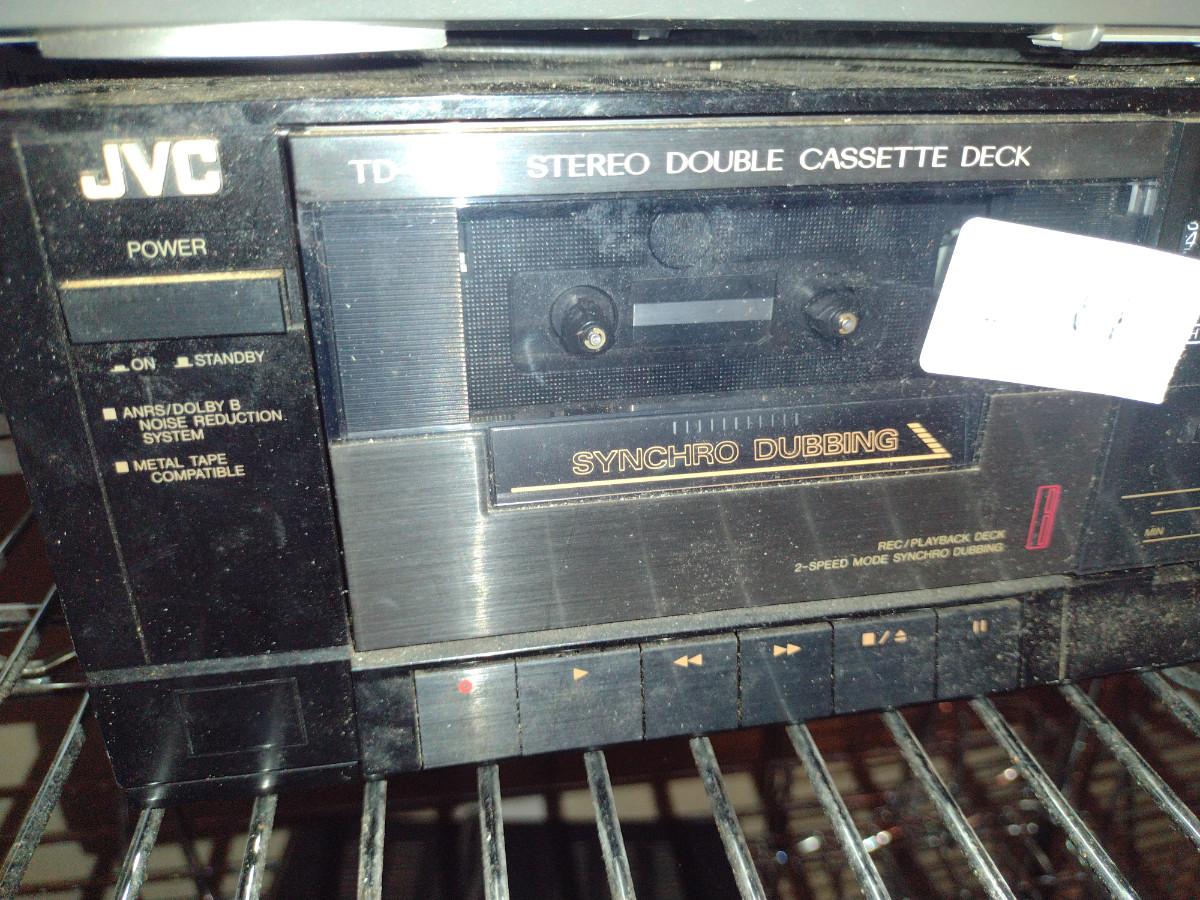 JVC
TD-
STEREO DOUBLE CASSETTE DECK
POWER
ON STANDBY
ANRS/DOLBY B
NOISE REDUCTION
SYSTEM
METAL TAPE
COMPATIBLE
SYNCHRO DUBBING
REC/PLAYBACK DECK
2-SPEED MODE SYNCHRO DUBBING
MIN